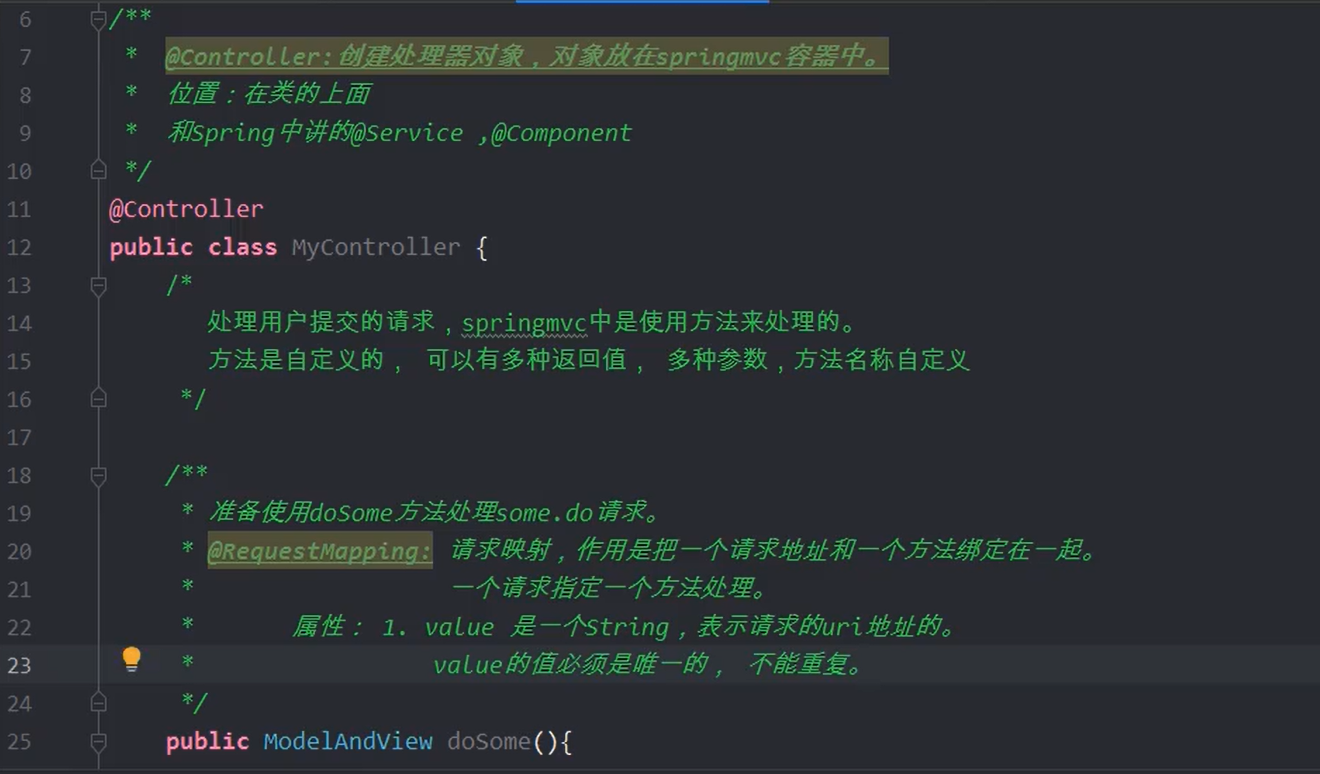 6 /**
7 * @Controller:创建处理器对象，对象放在springmvc容器中。
8 * 位置：在类的上面
9 * 和Spring中讲的@Service ,@Component
10 */
11 @Controller
12 public class MyController {
13 /*
14 处理用户提交的请求，springmvc中是使用方法来处理的。
15 方法是自定义的， 可以有多种返回值， 多种参数，方法名称自定义
16 */
17
18 /**
19 * 准备使用doSome方法处理some.do请求。
20 * @RequestMapping: 请求映射，作用是把一个请求地址和一个方法绑定在一起。
21 * 一个请求指定一个方法处理。
22 * 属性： 1. value 是一个String，表示请求的uri地址的。
23 * value的值必须是唯一的， 不能重复。
24 */
25 public ModelAndView doSome(){